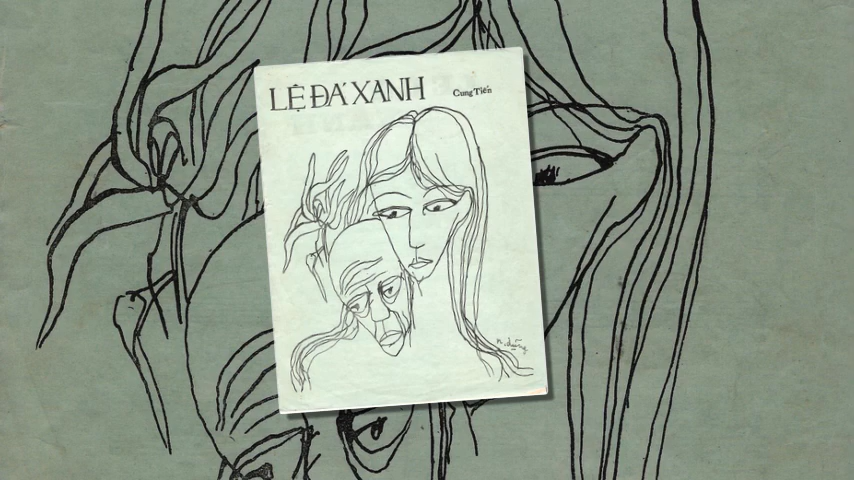 LỆ ĐÁ XANH
Cung Tiến